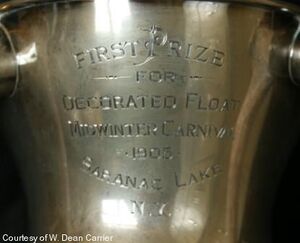 FIRST PRIZE
FOR
DECORATED FLOAT
MIDWINTER CARNIVAL
1905
SARANAC LAKE
N.Y.
Courtesy of W. Dean Carrier